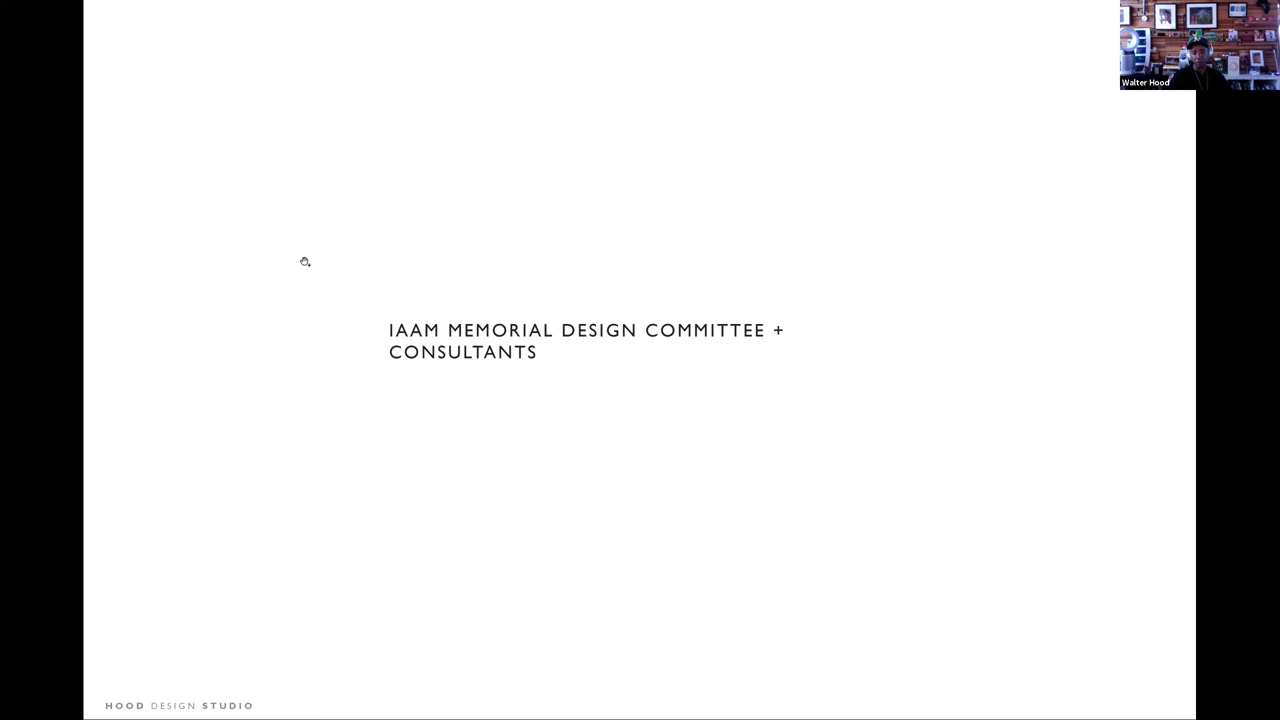 Walter Hood
IAAM MEMORIAL DESIGN COMMITTEE +
CONSULTANTS
HOOD DESIGN STUDIO